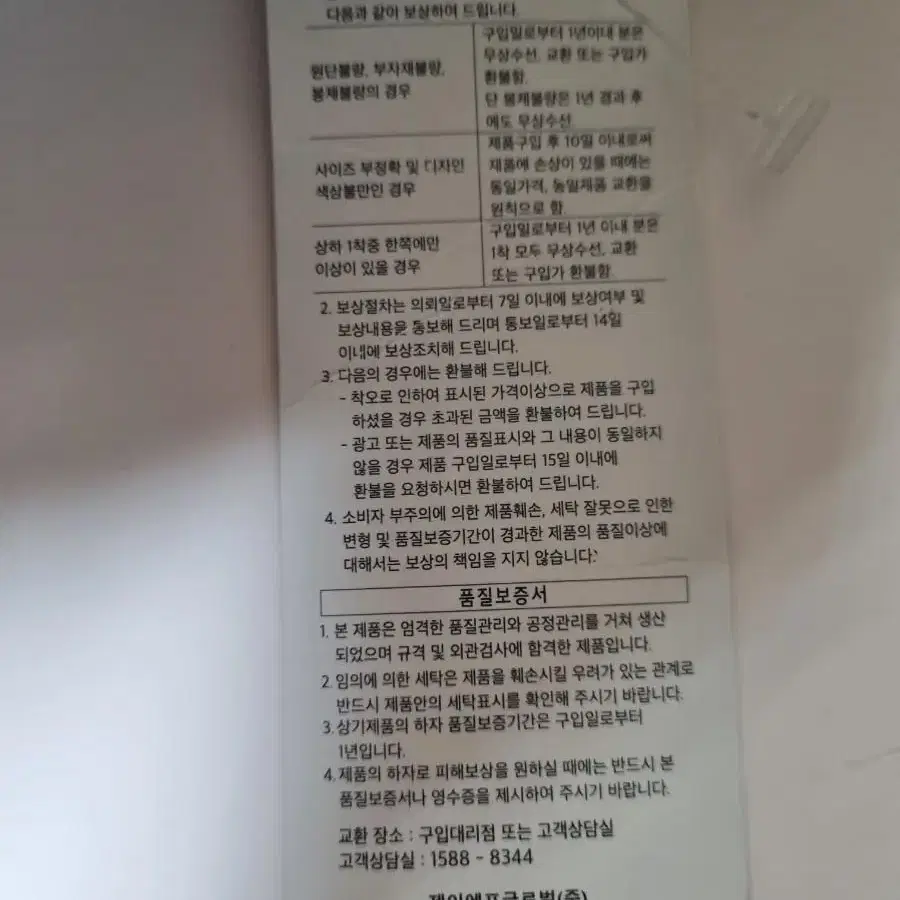 다음과 같이 보상하여 드립니다.
원단불량, 부자재불량,
봉제불량의 경우
구입일로부터 1년이내 분은
무상수선, 교환 또는 구입가
환불함.
단 봉제불량은 1년 경과 후
에도 무상수선
사이즈 부정확 및 디자인
색상불만인 경우
제품구입 후 10일 이내로써
제품에 손상이 있을 때에는
동일가격, 동일제품 교환을
원칙으로 함.
상하 1착중 한쪽에만
이상이 있을 경우
구입일로부터 1년 이내 분은
1착 모두 무상수선, 교환
또는 구입가 환불함.
2. 보상절차는 의뢰일로부터 7일 이내에 보상여부 및
보상내용을 통보해 드리며 통보일로부터 14일
이내에 보상조치해 드립니다.
3. 다음의 경우에는 환불해 드립니다.
- 착오로 인하여 표시된 가격이상으로 제품을 구입
하셨을 경우 초과된 금액을 환불하여 드립니다.
- 광고 또는 제품의 품질표시와 그 내용이 동일하지
않을 경우 제품 구입일로부터 15일 이내에
환불을 요청하시면 환불하여 드립니다.
4. 소비자 부주의에 의한 제품훼손, 세탁 잘못으로 인한
변형 및 품질보증기간이 경과한 제품의 품질이상에
대해서는 보상의 책임을 지지 않습니다.
품질보증서
1. 본 제품은 엄격한 품질관리와 공정관리를 거쳐 생산
되었으며 규격 및 외관검사에 합격한 제품입니다.
2. 임의에 의한 세탁은 제품을 훼손시킬 우려가 있는 관계로
반드시 제품안의 세탁표시를 확인해 주시기 바랍니다.
3. 상기제품의 하자 품질보증기간은 구입일로부터
1년입니다.
4. 제품의 하자로 피해보상을 원하실 때에는 반드시 본
품질보증서나 영수증을 제시하여 주시기 바랍니다.
교환 장소 : 구입대리점 또는 고객상담실
고객상담실 : 1588 - 8344
제이에프글로벌(주)